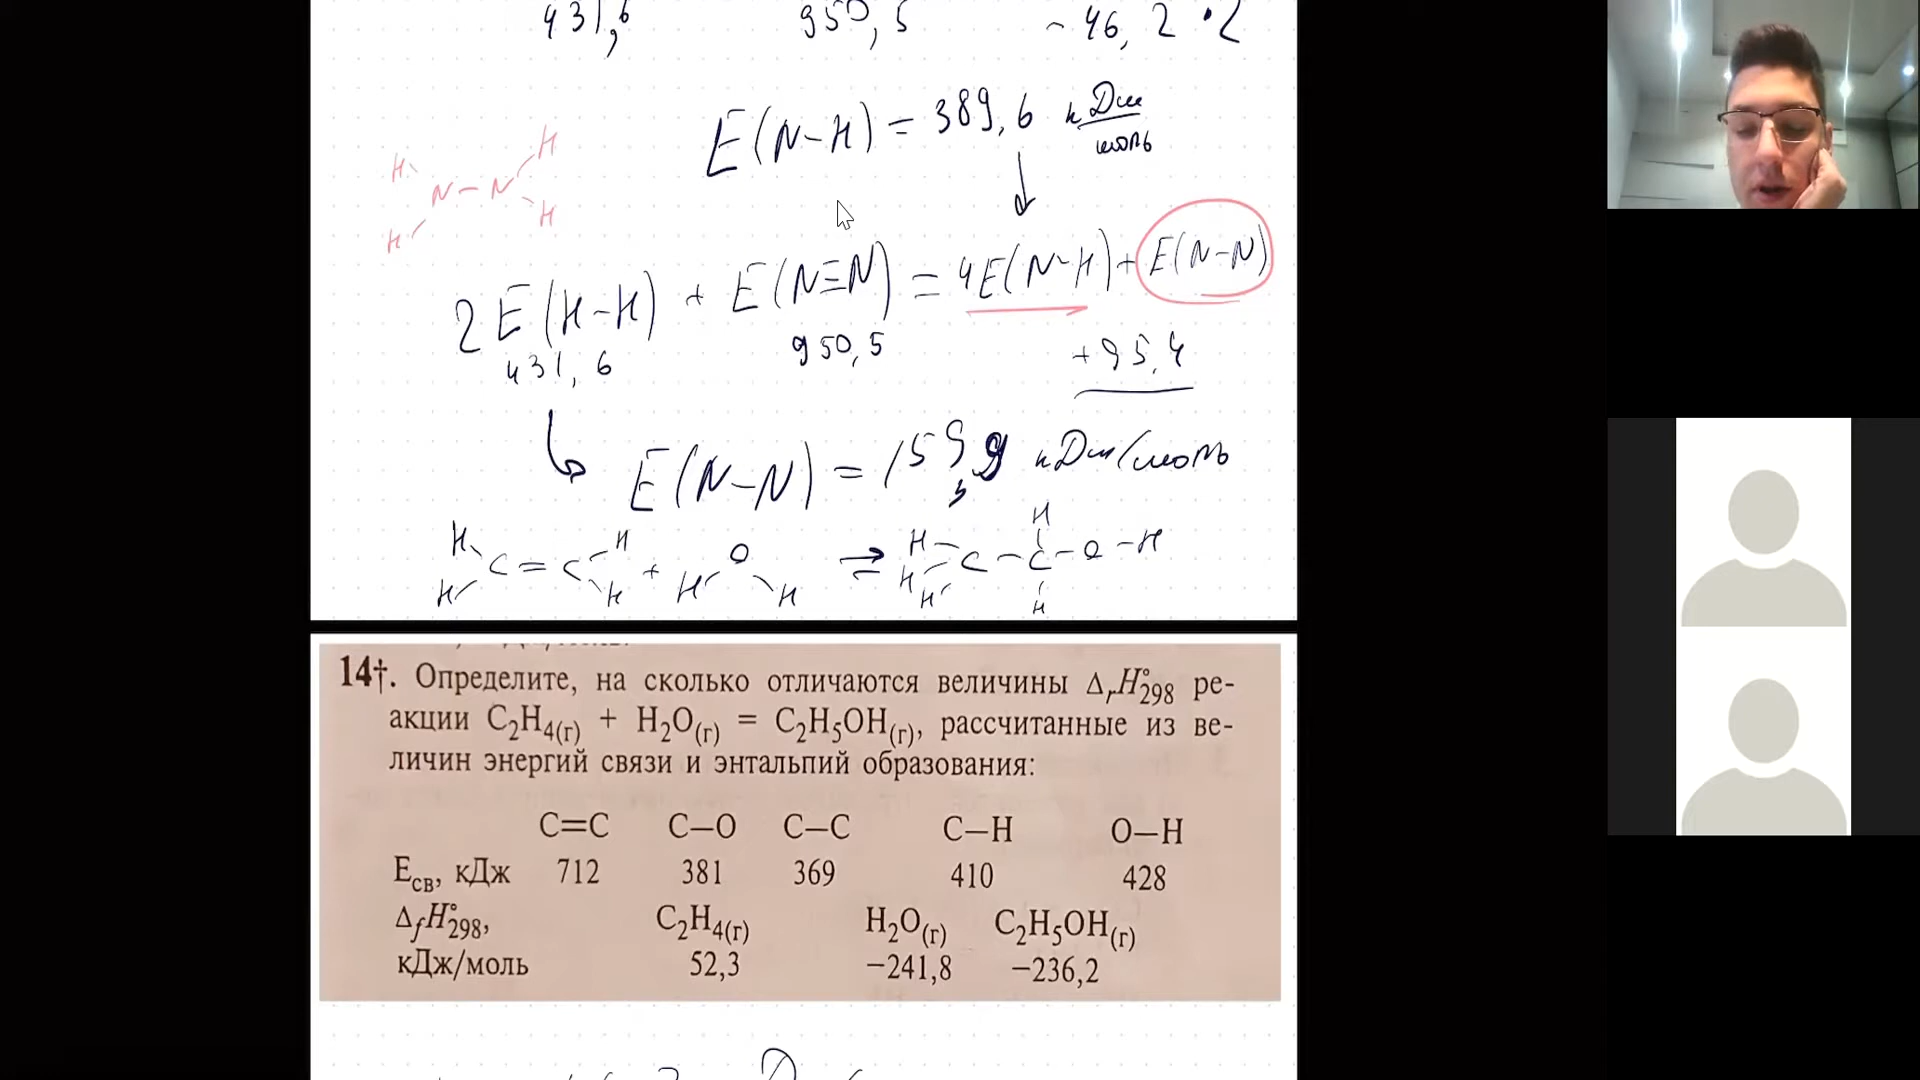 431,6 950,5 -46,2 · 2
E(N-H) = 389,6 кДж/моль
H H
N - N
H H
2E(H-H) + E(N≡N) = 4E(N-H) + E(N-N)
431,6 950,5 +95,4
E(N-N) = 159,9 кДж/моль
H H H
C = C + O ⇄ H - C - C - O - H
H H H H H H H
14†. Определите, на сколько отличаются величины ΔᵣH°₂₉₈ ре-
акции C₂H₄(г) + H₂O(г) = C₂H₅OH(г), рассчитанные из ве-
личин энергий связи и энтальпий образования:
C=C C—O C—C C—H O—H
Eсв, кДж 712 381 369 410 428
ΔfH°₂₉₈, C₂H₄(г) H₂O(г) C₂H₅OH(г)
кДж/моль 52,3 −241,8 −236,2